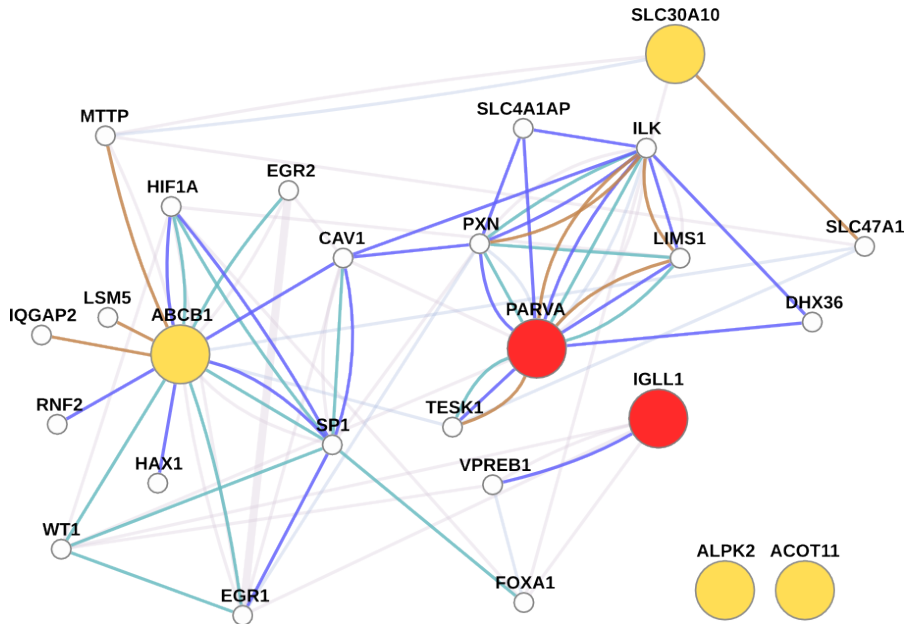 SLC30A10
MTTP
SLC4A1AP
ILK
EGR2
HIF1A
PXN
SLC47A1
CAV1
LIMS1
LSM5
ABCB1
PARVA
DHX36
IQGAP2
IGLL1
RNF2
TESK1
SP1
HAX1
VPREB1
WT1
ALPK2
ACOT11
FOXA1
EGR1